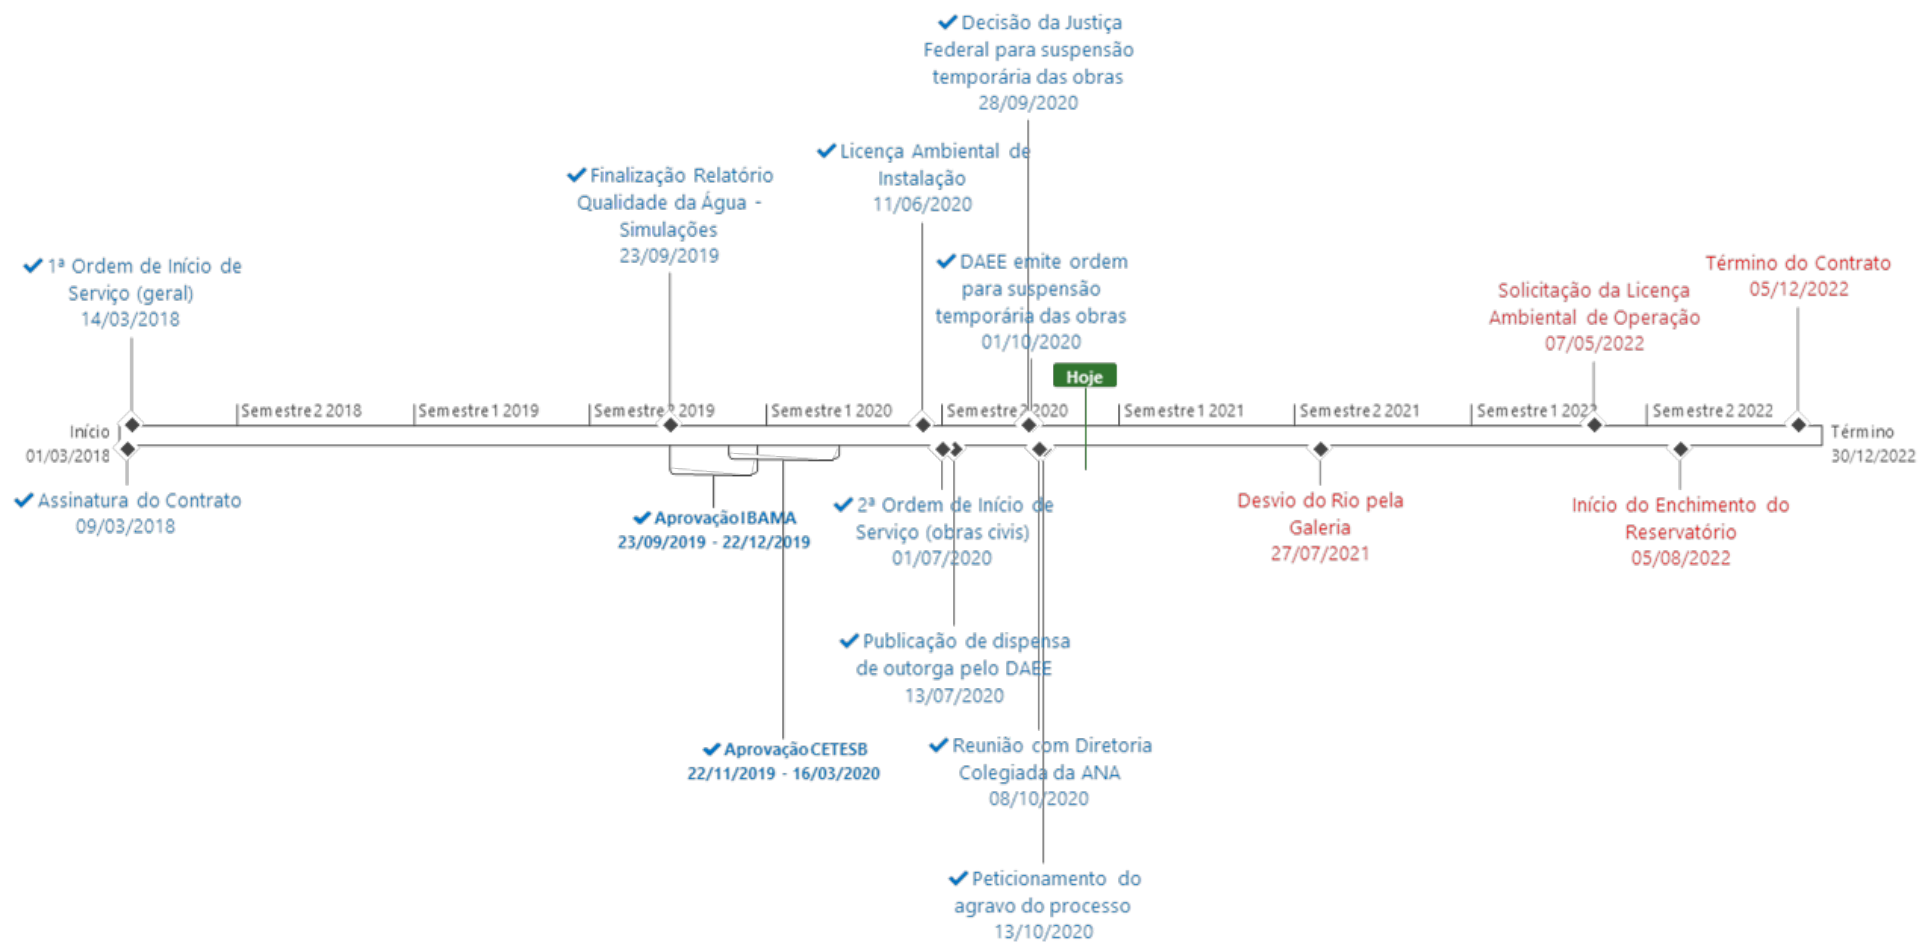 ✔ Decisão da Justiça
Federal para suspensão
temporária das obras
28/09/2020
✔ Licença Ambiental de
Instalação
11/06/2020
✔ Finalização Relatório
Qualidade da Água -
Simulações
23/09/2019
✔ 1ª Ordem de Início de
Serviço (geral)
14/03/2018
✔ DAEE emite ordem
para suspensão
temporária das obras
01/10/2020
Término do Contrato
05/12/2022
Solicitação da Licença
Ambiental de Operação
07/05/2022
Hoje
Semestre 2 2018
Semestre 1 2019
Semestre 2 2019
Semestre 1 2020
Semestre 2 2020
Semestre 1 2021
Semestre 2 2021
Semestre 1 2022
Semestre 2 2022
Início
01/03/2018
Término
30/12/2022
✔ Assinatura do Contrato
09/03/2018
✔ Aprovação IBAMA
23/09/2019 - 22/12/2019
✔ 2ª Ordem de Início de
Serviço (obras civis)
01/07/2020
Desvio do Rio pela
Galeria
27/07/2021
Início do Enchimento do
Reservatório
05/08/2022
✔ Publicação de dispensa
de outorga pelo DAEE
13/07/2020
✔ Aprovação CETESB
22/11/2019 - 16/03/2020
✔ Reunião com Diretoria
Colegiada da ANA
08/10/2020
✔ Peticionamento do
agravo do processo
13/10/2020